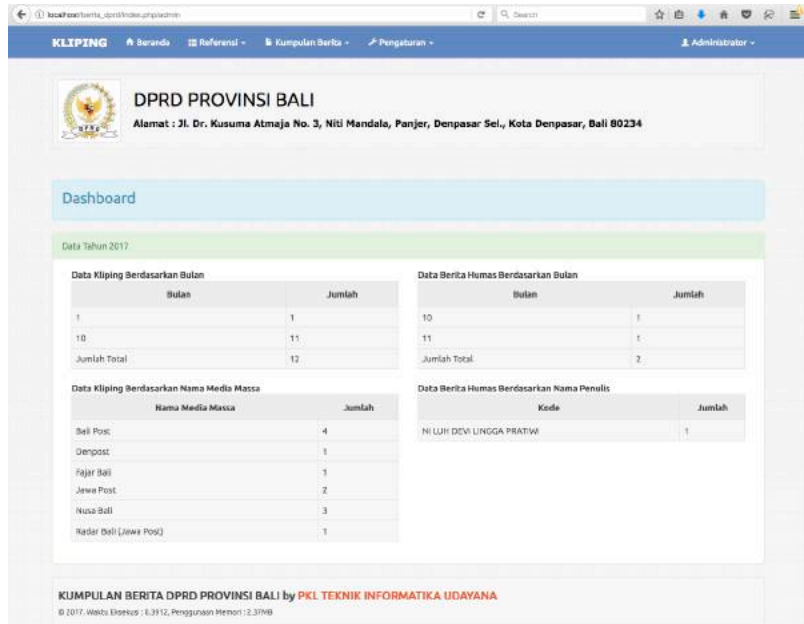 localhost/berita_dprd/index.php/admin
Search
KLIPING Beranda Referensi Kumpulan Berita Pengaturan Administrator
DPRD
DPRD PROVINSI BALI
Alamat : Jl. Dr. Kusuma Atmaja No. 3, Niti Mandala, Panjer, Denpasar Sel., Kota Denpasar, Bali 80234
Dashboard
Data Tahun 2017
Data Kliping Berdasarkan Bulan
Bulan Jumlah
1 1
10 11
Jumlah Total 12
Data Berita Humas Berdasarkan Bulan
Bulan Jumlah
10 1
11 1
Jumlah Total 2
Data Kliping Berdasarkan Nama Media Massa
Nama Media Massa Jumlah
Bali Post 4
Denpost 1
Fajar Bali 1
Jawa Post 2
Nusa Bali 3
Radar Bali (Jawa Post) 1
Data Berita Humas Berdasarkan Nama Penulis
Kode Jumlah
NI LUH DEVI LINGGA PRATIWI 1
KUMPULAN BERITA DPRD PROVINSI BALI by PKL TEKNIK INFORMATIKA UDAYANA
© 2017. Waktu Eksekusi : Penggunaan Memori : 2.37MB